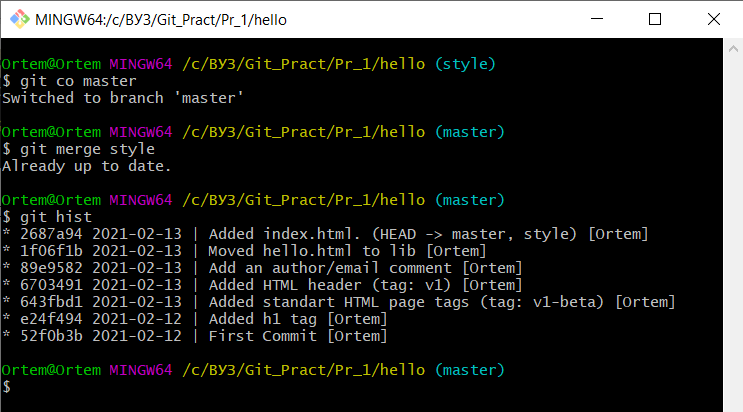 MINGW64:/c/ВУЗ/Git_Pract/Pr_1/hello
Ortem@Ortem MINGW64 /c/ВУЗ/Git_Pract/Pr_1/hello (style)
$ git co master
Switched to branch 'master'
Ortem@Ortem MINGW64 /c/ВУЗ/Git_Pract/Pr_1/hello (master)
$ git merge style
Already up to date.
Ortem@Ortem MINGW64 /c/ВУЗ/Git_Pract/Pr_1/hello (master)
$ git hist
* 2687a94 2021-02-13 | Added index.html. (HEAD -> master, style) [Ortem]
* 1f06f1b 2021-02-13 | Moved hello.html to lib [Ortem]
* 89e9582 2021-02-13 | Add an author/email comment [Ortem]
* 6703491 2021-02-13 | Added HTML header (tag: v1) [Ortem]
* 643fbd1 2021-02-13 | Added standart HTML page tags (tag: v1-beta) [Ortem]
* e24f494 2021-02-12 | Added h1 tag [Ortem]
* 52f0b3b 2021-02-12 | First Commit [Ortem]
Ortem@Ortem MINGW64 /c/ВУЗ/Git_Pract/Pr_1/hello (master)
$